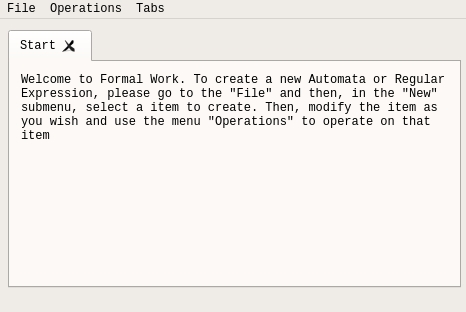 File Operations Tabs
Start
Welcome to Formal Work. To create a new Automata or Regular
Expression, please go to the "File" and then, in the "New"
submenu, select a item to create. Then, modify the item as
you wish and use the menu "Operations" to operate on that
item